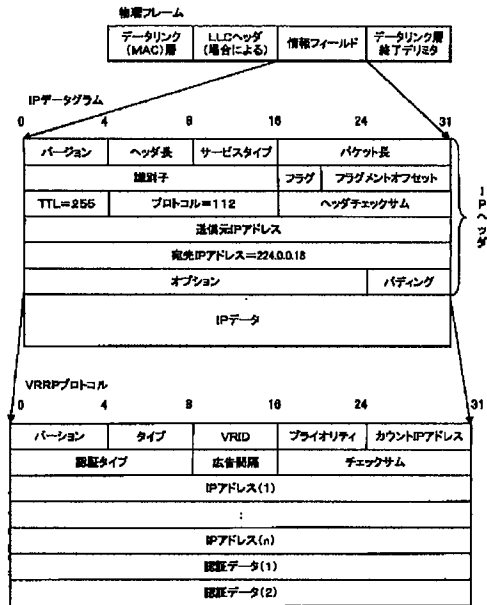 物理フレーム
データリンク
(MAC)層
LLCヘッダ
(場合による)
情報フィールド
データリンク層
終了デリミタ
IPデータグラム
0 4 8 16 24 31
バージョン ヘッダ長 サービスタイプ パケット長
識別子 フラグ フラグメントオフセット
TTL=255 プロトコル=112 ヘッダチェックサム
送信元IPアドレス
宛先IPアドレス=224.0.0.18
オプション パディング
IPデータ
IPヘッダ
VRRPプロトコル
0 4 8 16 24 31
バーション タイプ VRID プライオリティ カウントIPアドレス
認証タイプ 広告間隔 チェックサム
IPアドレス(1)
:
IPアドレス(n)
認証データ(1)
認証データ(2)